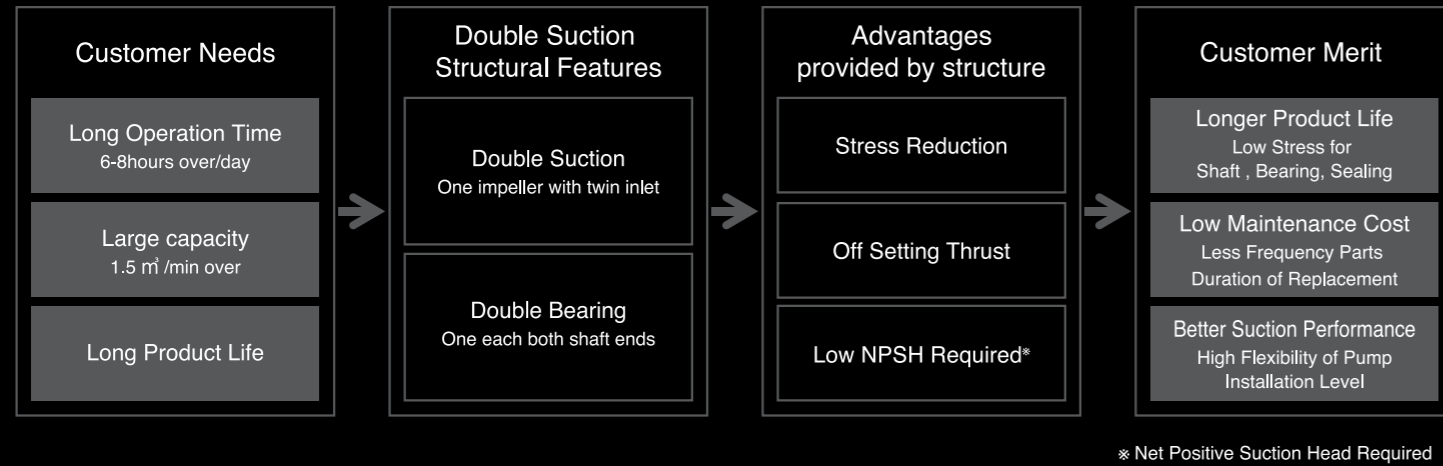 Customer Needs
Long Operation Time
6-8hours over/day
Large capacity
1.5 ㎥ /min over
Long Product Life
Double Suction
Structural Features
Double Suction
One impeller with twin inlet
Double Bearing
One each both shaft ends
Advantages
provided by structure
Stress Reduction
Off Setting Thrust
Low NPSH Required※
Customer Merit
Longer Product Life
Low Stress for
Shaft , Bearing, Sealing
Low Maintenance Cost
Less Frequency Parts
Duration of Replacement
Better Suction Performance
High Flexibility of Pump
Installation Level
※ Net Positive Suction Head Required